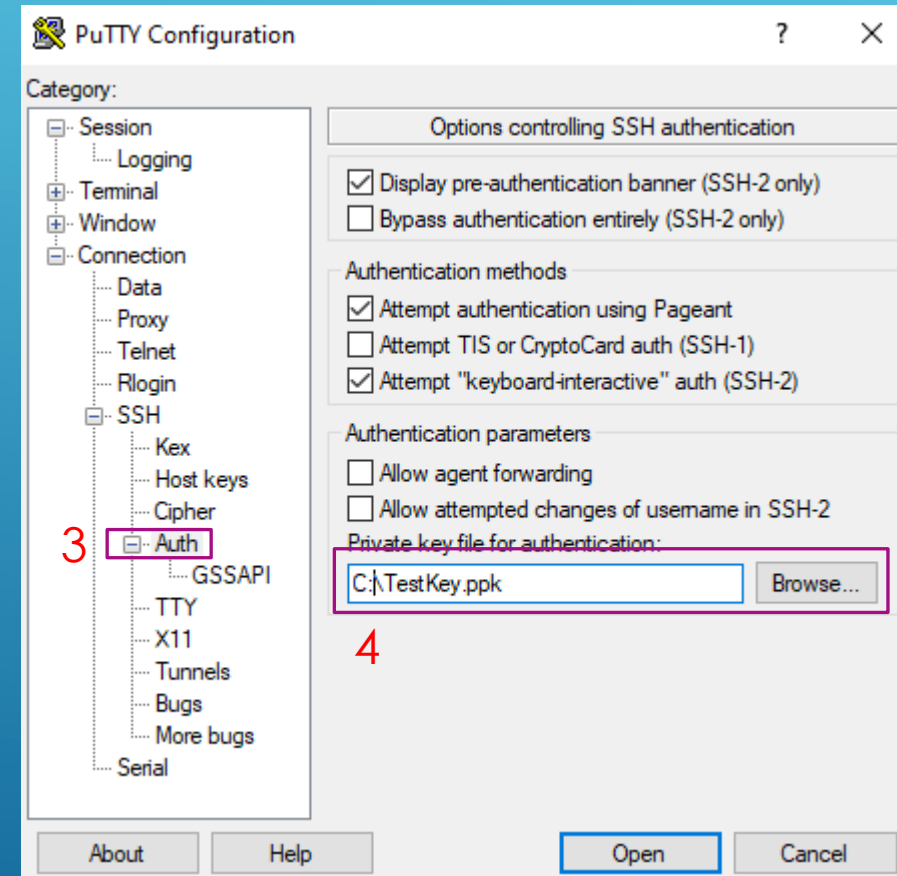 PuTTY Configuration
?
Category:
Session
Logging
Terminal
Window
Connection
Data
Proxy
Telnet
Rlogin
SSH
Kex
Host keys
Cipher
3
Auth
GSSAPI
TTY
X11
Tunnels
Bugs
More bugs
Serial
Options controlling SSH authentication
Display pre-authentication banner (SSH-2 only)
Bypass authentication entirely (SSH-2 only)
Authentication methods
Attempt authentication using Pageant
Attempt TIS or CryptoCard auth (SSH-1)
Attempt "keyboard-interactive" auth (SSH-2)
Authentication parameters
Allow agent forwarding
Allow attempted changes of username in SSH-2
Private key file for authentication:
C:\TestKey.ppk
Browse...
4
About
Help
Open
Cancel